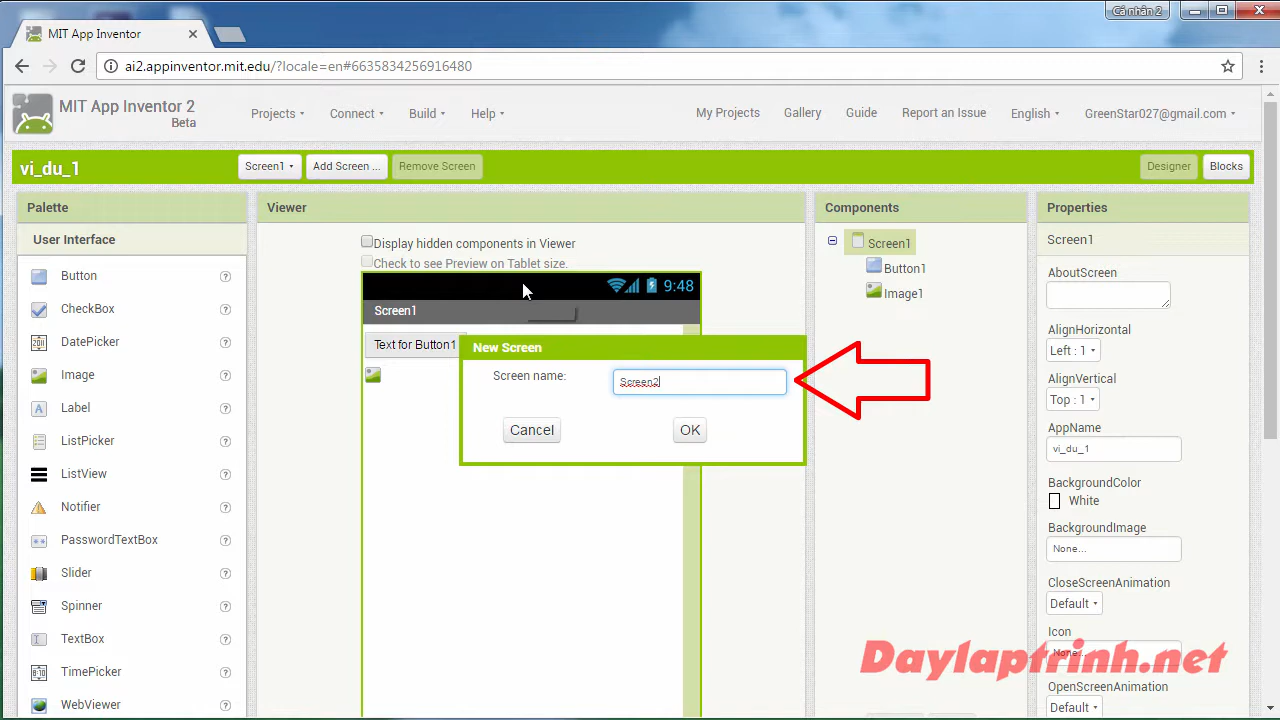 Cá nhân 2
MIT App Inventor
ai2.appinventor.mit.edu/?locale=en#6635834256916480
MIT App Inventor 2
Beta
Projects Connect Build Help My Projects Gallery Guide Report an Issue English GreenStar027@gmail.com
vi_du_1 Screen1 Add Screen ... Remove Screen Designer Blocks
Palette Viewer Components Properties
User Interface
Button
CheckBox
DatePicker
Image
Label
ListPicker
ListView
Notifier
PasswordTextBox
Slider
Spinner
TextBox
TimePicker
WebViewer
Display hidden components in Viewer
Check to see Preview on Tablet size.
9:48
Screen1
Text for Button1
New Screen
Screen name: Screen2
Cancel OK
Screen1
Button1
Image1
Screen1
AboutScreen
AlignHorizontal
Left : 1
AlignVertical
Top : 1
AppName
vi_du_1
BackgroundColor
White
BackgroundImage
None...
CloseScreenAnimation
Default
Icon
None...
OpenScreenAnimation
Default
Daylaptrinh.net